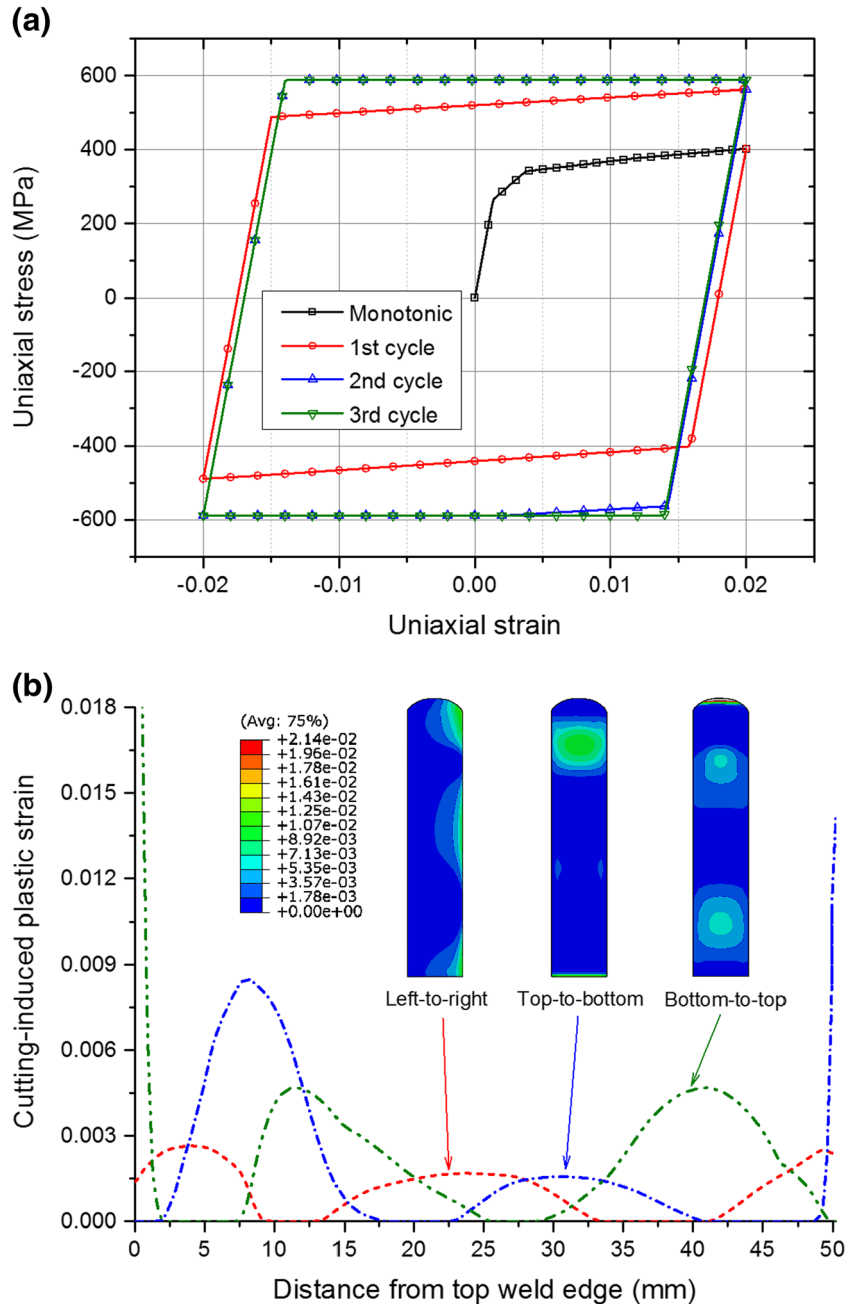 (a)
600
400
200
0
-200
-400
-600
Uniaxial stress (MPa)
Monotonic
1st cycle
2nd cycle
3rd cycle
-0.02
-0.01
0.00
0.01
0.02
Uniaxial strain
(b)
0.018
0.015
0.012
0.009
0.006
0.003
0.000
Cutting-induced plastic strain
(Avg: 75%)
+2.14e-02
+1.96e-02
+1.78e-02
+1.61e-02
+1.43e-02
+1.25e-02
+1.07e-02
+8.92e-03
+7.13e-03
+5.35e-03
+3.57e-03
+1.78e-03
+0.00e+00
Left-to-right
Top-to-bottom
Bottom-to-top
0
5
10
15
20
25
30
35
40
45
50
Distance from top weld edge (mm)